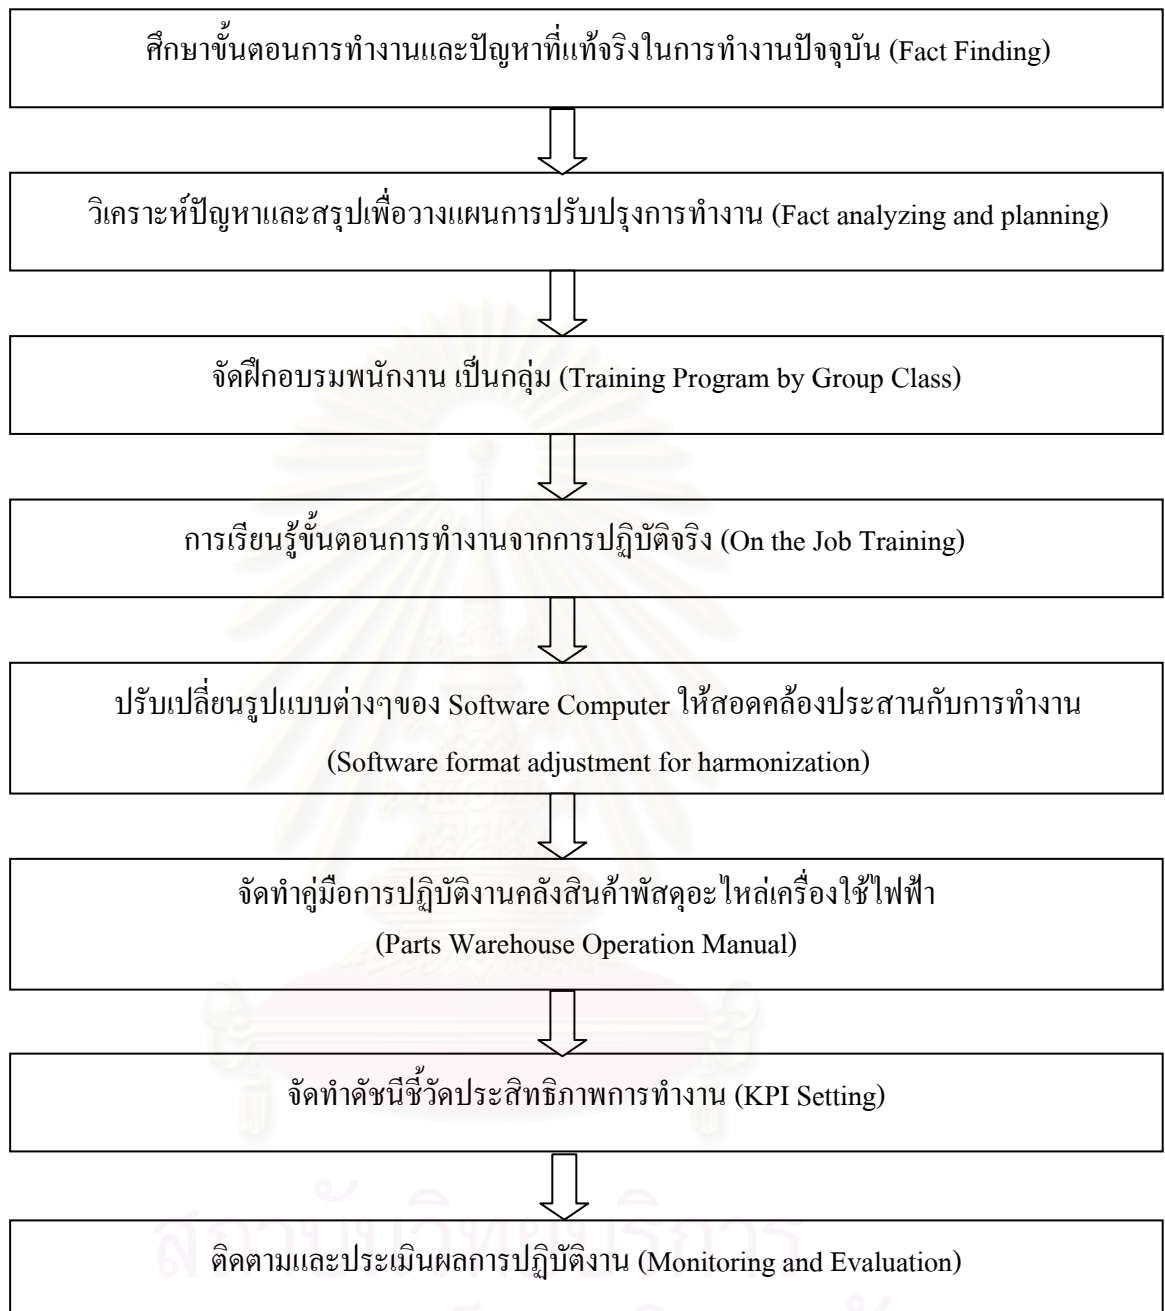 ศึกษาขั้นตอนการทำงานและปัญหาที่แท้จริงในการทำงานปัจจุบัน (Fact Finding)
วิเคราะห์ปัญหาและสรุปเพื่อวางแผนการปรับปรุงการทำงาน (Fact analyzing and planning)
จัดฝึกอบรมพนักงาน เป็นกลุ่ม (Training Program by Group Class)
การเรียนรู้ขั้นตอนการทำงานจากการปฏิบัติจริง (On the Job Training)
ปรับเปลี่ยนรูปแบบต่างๆของ Software Computer ให้สอดคล้องประสานกับการทำงาน
(Software format adjustment for harmonization)
จัดทำคู่มือการปฏิบัติงานคลังสินค้าพัสดุอะไหล่เครื่องใช้ไฟฟ้า
(Parts Warehouse Operation Manual)
จัดทำดัชนีชี้วัดประสิทธิภาพการทำงาน (KPI Setting)
สถาบันวิทยบริการ
ติดตามและประเมินผลการปฏิบัติงาน (Monitoring and Evaluation)